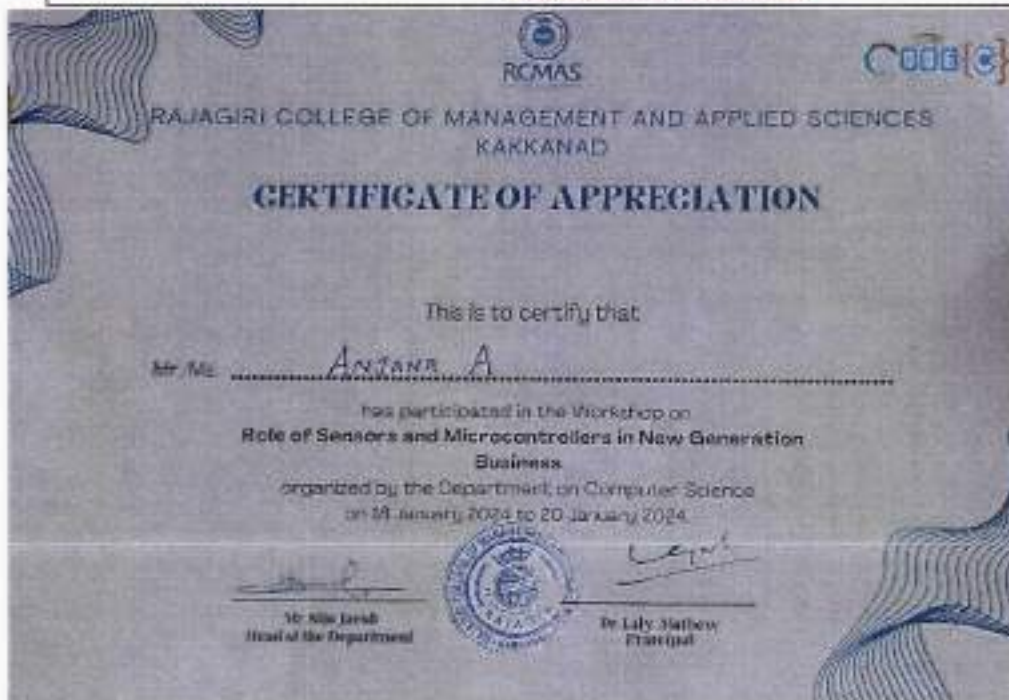 RCMAS
RAJAGIRI COLLEGE OF MANAGEMENT AND APPLIED SCIENCES
KAKKANAD
CERTIFICATE OF APPRECIATION
This is to certify that
Mr/Ms ANJANA A
has participated in the Workshop on
Role of Sensors and Microcontrollers in New Generation
Business
organized by the Department on Computer Science
on January 2024 to 20 January 2024
Mr
Head of the Department
Dr Laly Mathew
Principal